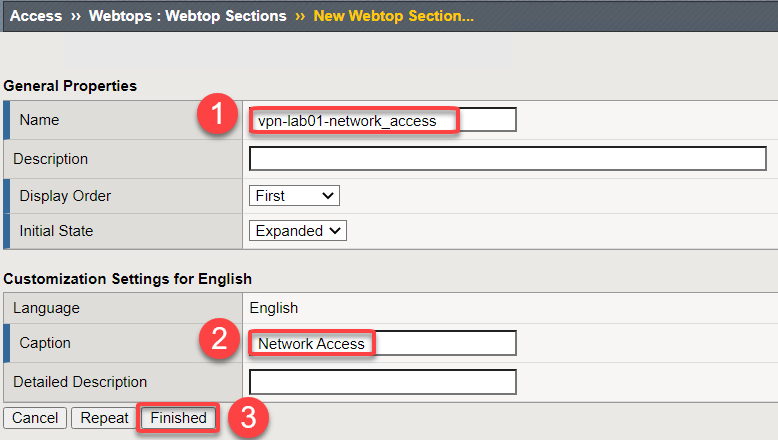 Access ›› Webtops : Webtop Sections ›› New Webtop Section...
General Properties
1
Name vpn-lab01-network_access
Description
Display Order First
Initial State Expanded
Customization Settings for English
Language English
2
Caption Network Access
Detailed Description
Cancel Repeat Finished 3